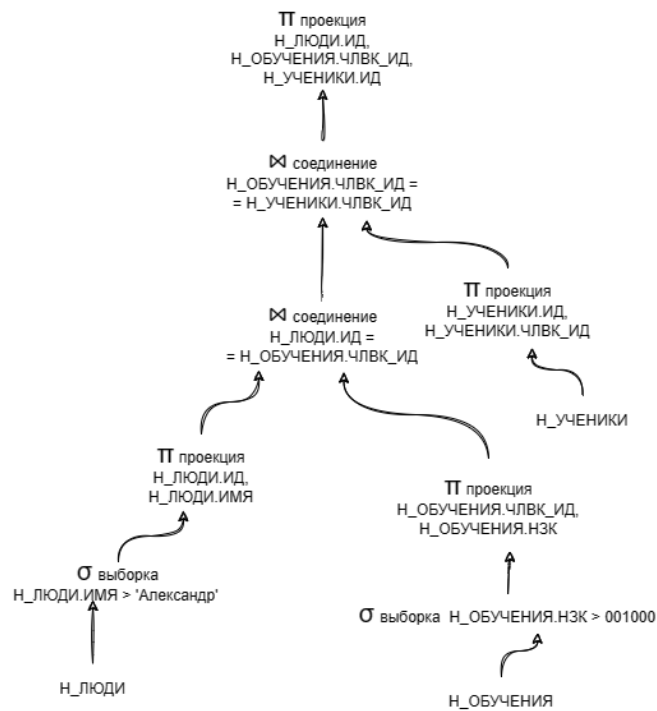 π проекция
Н_ЛЮДИ.ИД,
Н_ОБУЧЕНИЯ.ЧЛВК_ИД,
Н_УЧЕНИКИ.ИД
⋈ соединение
Н_ОБУЧЕНИЯ.ЧЛВК_ИД =
= Н_УЧЕНИКИ.ЧЛВК_ИД
π проекция
Н_УЧЕНИКИ.ИД,
Н_УЧЕНИКИ.ЧЛВК_ИД
⋈ соединение
Н_ЛЮДИ.ИД =
= Н_ОБУЧЕНИЯ.ЧЛВК_ИД
Н_УЧЕНИКИ
π проекция
Н_ЛЮДИ.ИД,
Н_ЛЮДИ.ИМЯ
π проекция
Н_ОБУЧЕНИЯ.ЧЛВК_ИД,
Н_ОБУЧЕНИЯ.НЗК
σ выборка
Н_ЛЮДИ.ИМЯ > 'Александр'
σ выборка Н_ОБУЧЕНИЯ.НЗК > 001000
Н_ЛЮДИ
Н_ОБУЧЕНИЯ